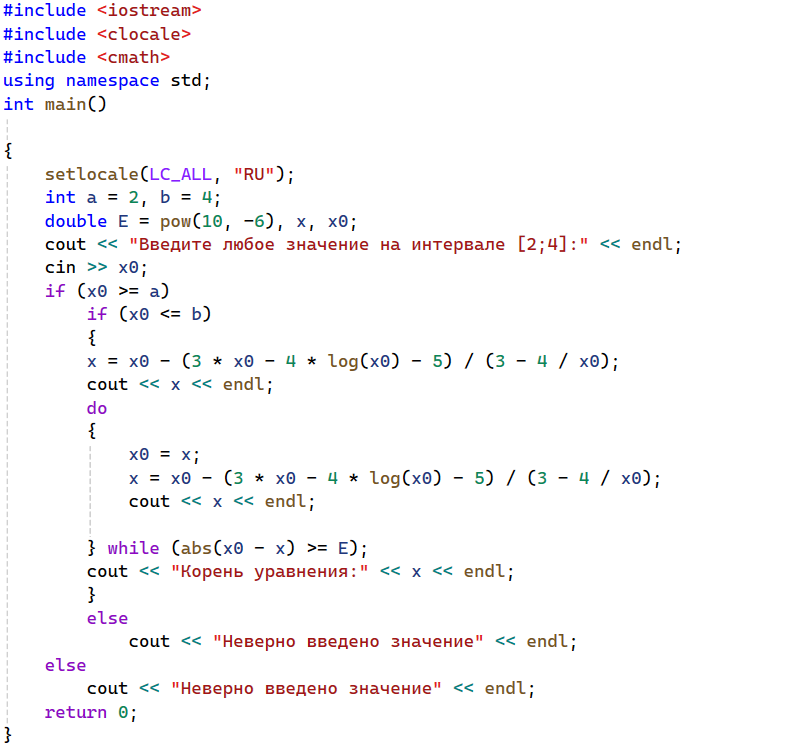 #include <iostream>
#include <clocale>
#include <cmath>
using namespace std;
int main()

{
    setlocale(LC_ALL, "RU");
    int a = 2, b = 4;
    double E = pow(10, -6), x, x0;
    cout << "Введите любое значение на интервале [2;4]:" << endl;
    cin >> x0;
    if (x0 >= a)
        if (x0 <= b)
        {
        x = x0 - (3 * x0 - 4 * log(x0) - 5) / (3 - 4 / x0);
        cout << x << endl;
        do
        {
            x0 = x;
            x = x0 - (3 * x0 - 4 * log(x0) - 5) / (3 - 4 / x0);
            cout << x << endl;

        } while (abs(x0 - x) >= E);
        cout << "Корень уравнения:" << x << endl;
        }
        else
            cout << "Неверно введено значение" << endl;
    else
        cout << "Неверно введено значение" << endl;
    return 0;
}